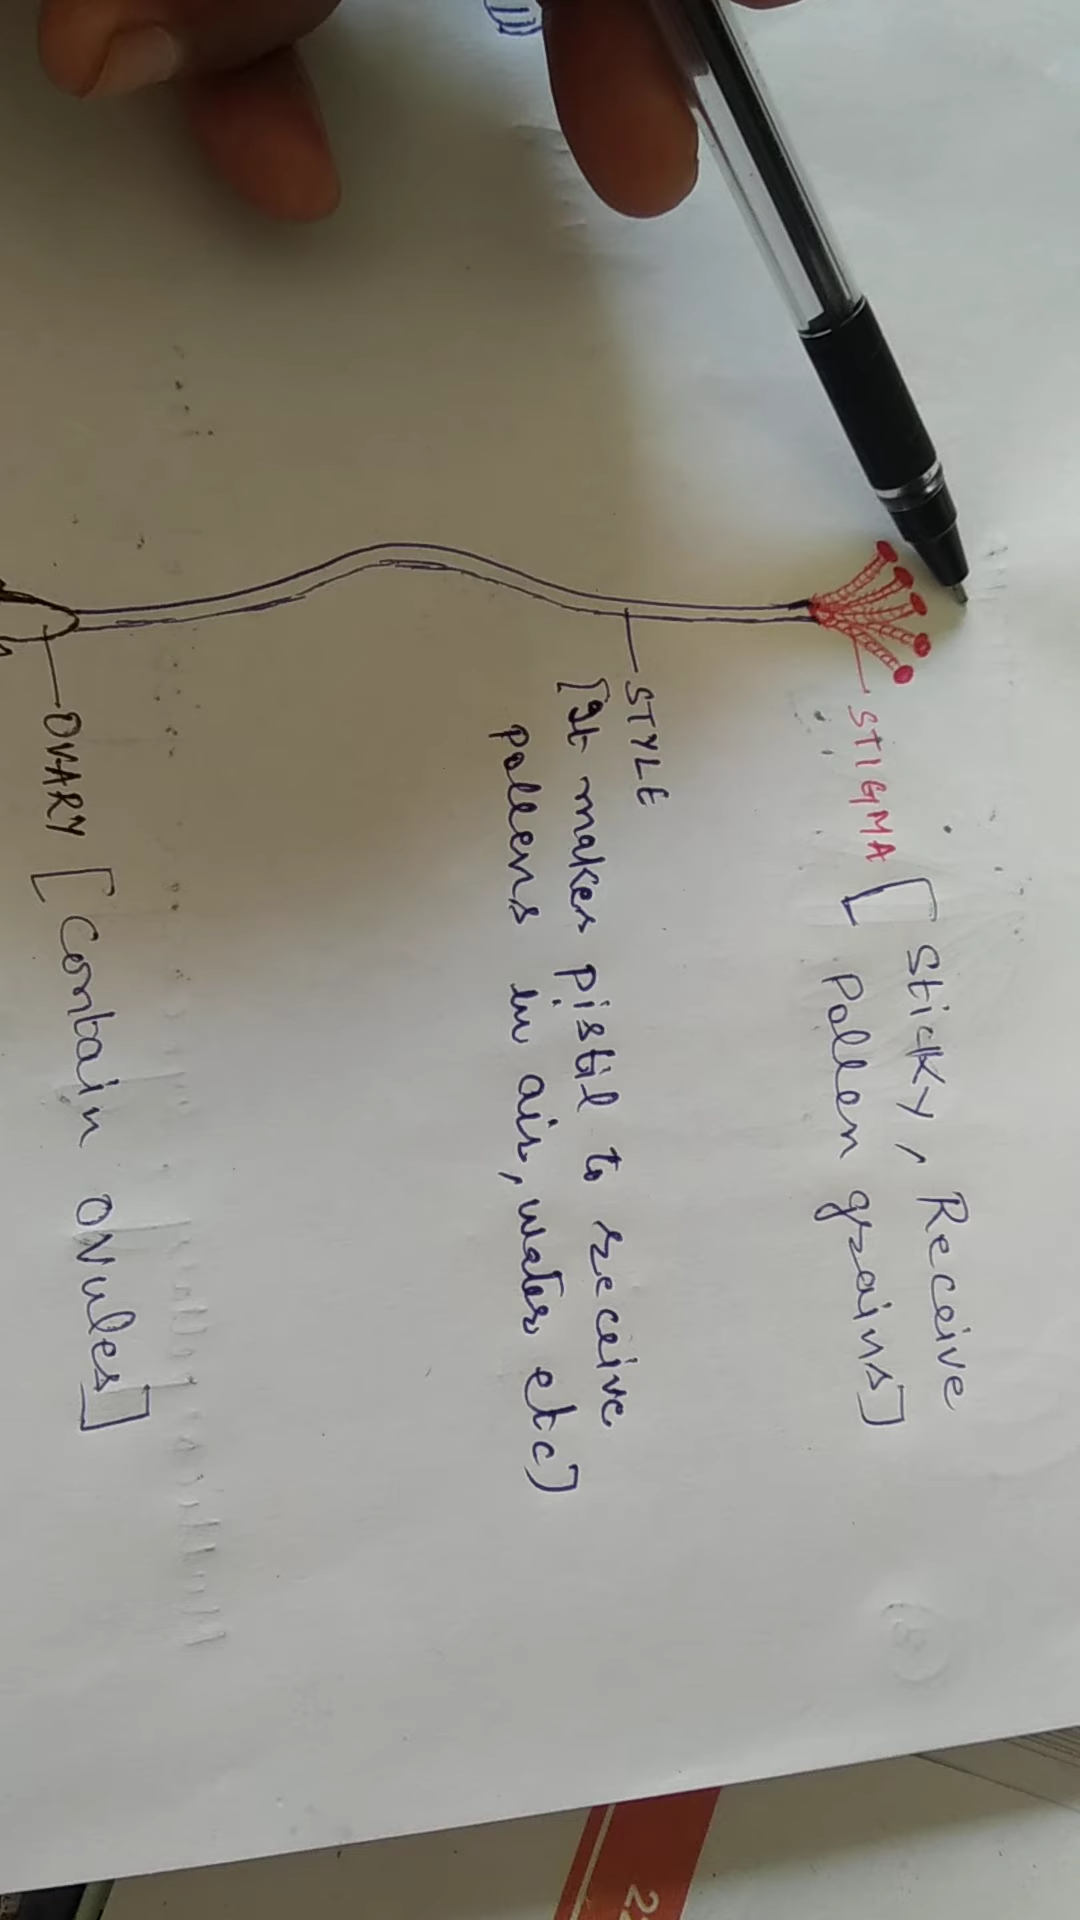 STIGMA [Sticky, Receive
Pollen grains]
STYLE
[It makes pistil to receive
pollens in air, water etc]
OVARY [Contain ovules]